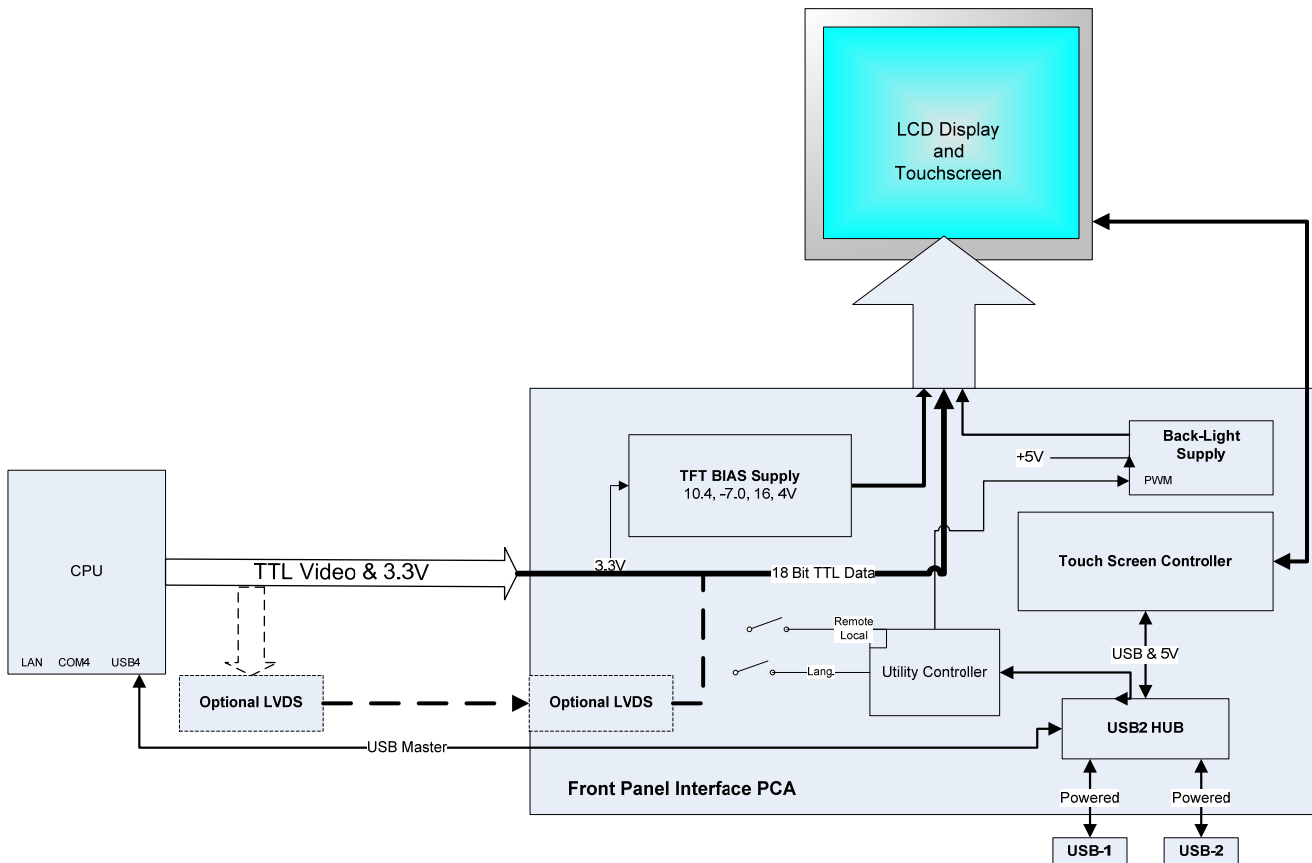 LCD Display
and
Touchscreen
Back-Light
Supply
+5V
PWM
TFT BIAS Supply
10.4, -7.0, 16, 4V
CPU
TTL Video & 3.3V
3.3V
18 Bit TTL Data
Touch Screen Controller
Remote
Local
Lang.
Utility Controller
USB & 5V
LAN COM4 USB4
Optional LVDS
Optional LVDS
USB2 HUB
USB Master
Front Panel Interface PCA
Powered
Powered
USB-1
USB-2